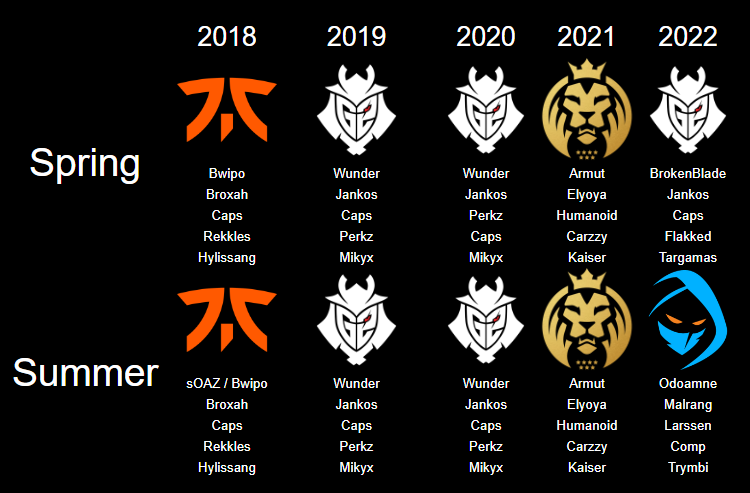 2018 2019 2020 2021 2022
Spring
Bwipo Wunder Wunder Armut BrokenBlade
Broxah Jankos Jankos Elyoya Jankos
Caps Caps Perkz Humanoid Caps
Rekkles Perkz Caps Carzzy Flakked
Hylissang Mikyx Mikyx Kaiser Targamas
Summer
sOAZ / Bwipo Wunder Wunder Armut Odoamne
Broxah Jankos Jankos Elyoya Malrang
Caps Caps Caps Humanoid Larssen
Rekkles Perkz Perkz Carzzy Comp
Hylissang Mikyx Mikyx Kaiser Trymbi